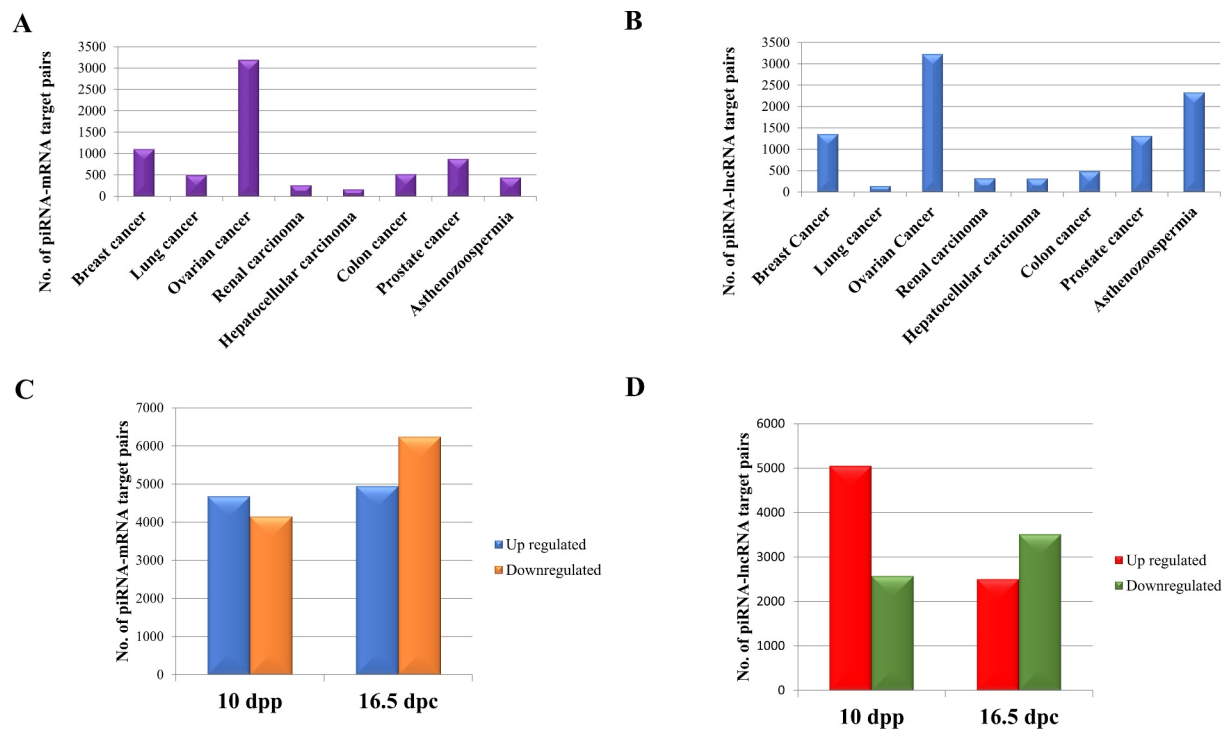 A
No. of piRNA-mRNA target pairs
3500
3000
2500
2000
1500
1000
500
0
Breast cancer
Lung cancer
Ovarian cancer
Renal carcinoma
Hepatocellular carcinoma
Colon cancer
Prostate cancer
Asthenozoospermia
B
No. of piRNA-lncRNA target pairs
3500
3000
2500
2000
1500
1000
500
0
Breast Cancer
Lung cancer
Ovarian Cancer
Renal carcinoma
Hepatocellular carcinoma
Colon cancer
Prostate cancer
Asthenozoospermia
C
No. of piRNA-mRNA target pairs
7000
6000
5000
4000
3000
2000
1000
0
10 dpp
16.5 dpc
Up regulated
Downregulated
D
No. of piRNA-lncRNA target pairs
6000
5000
4000
3000
2000
1000
0
10 dpp
16.5 dpc
Up regulated
Downregulated